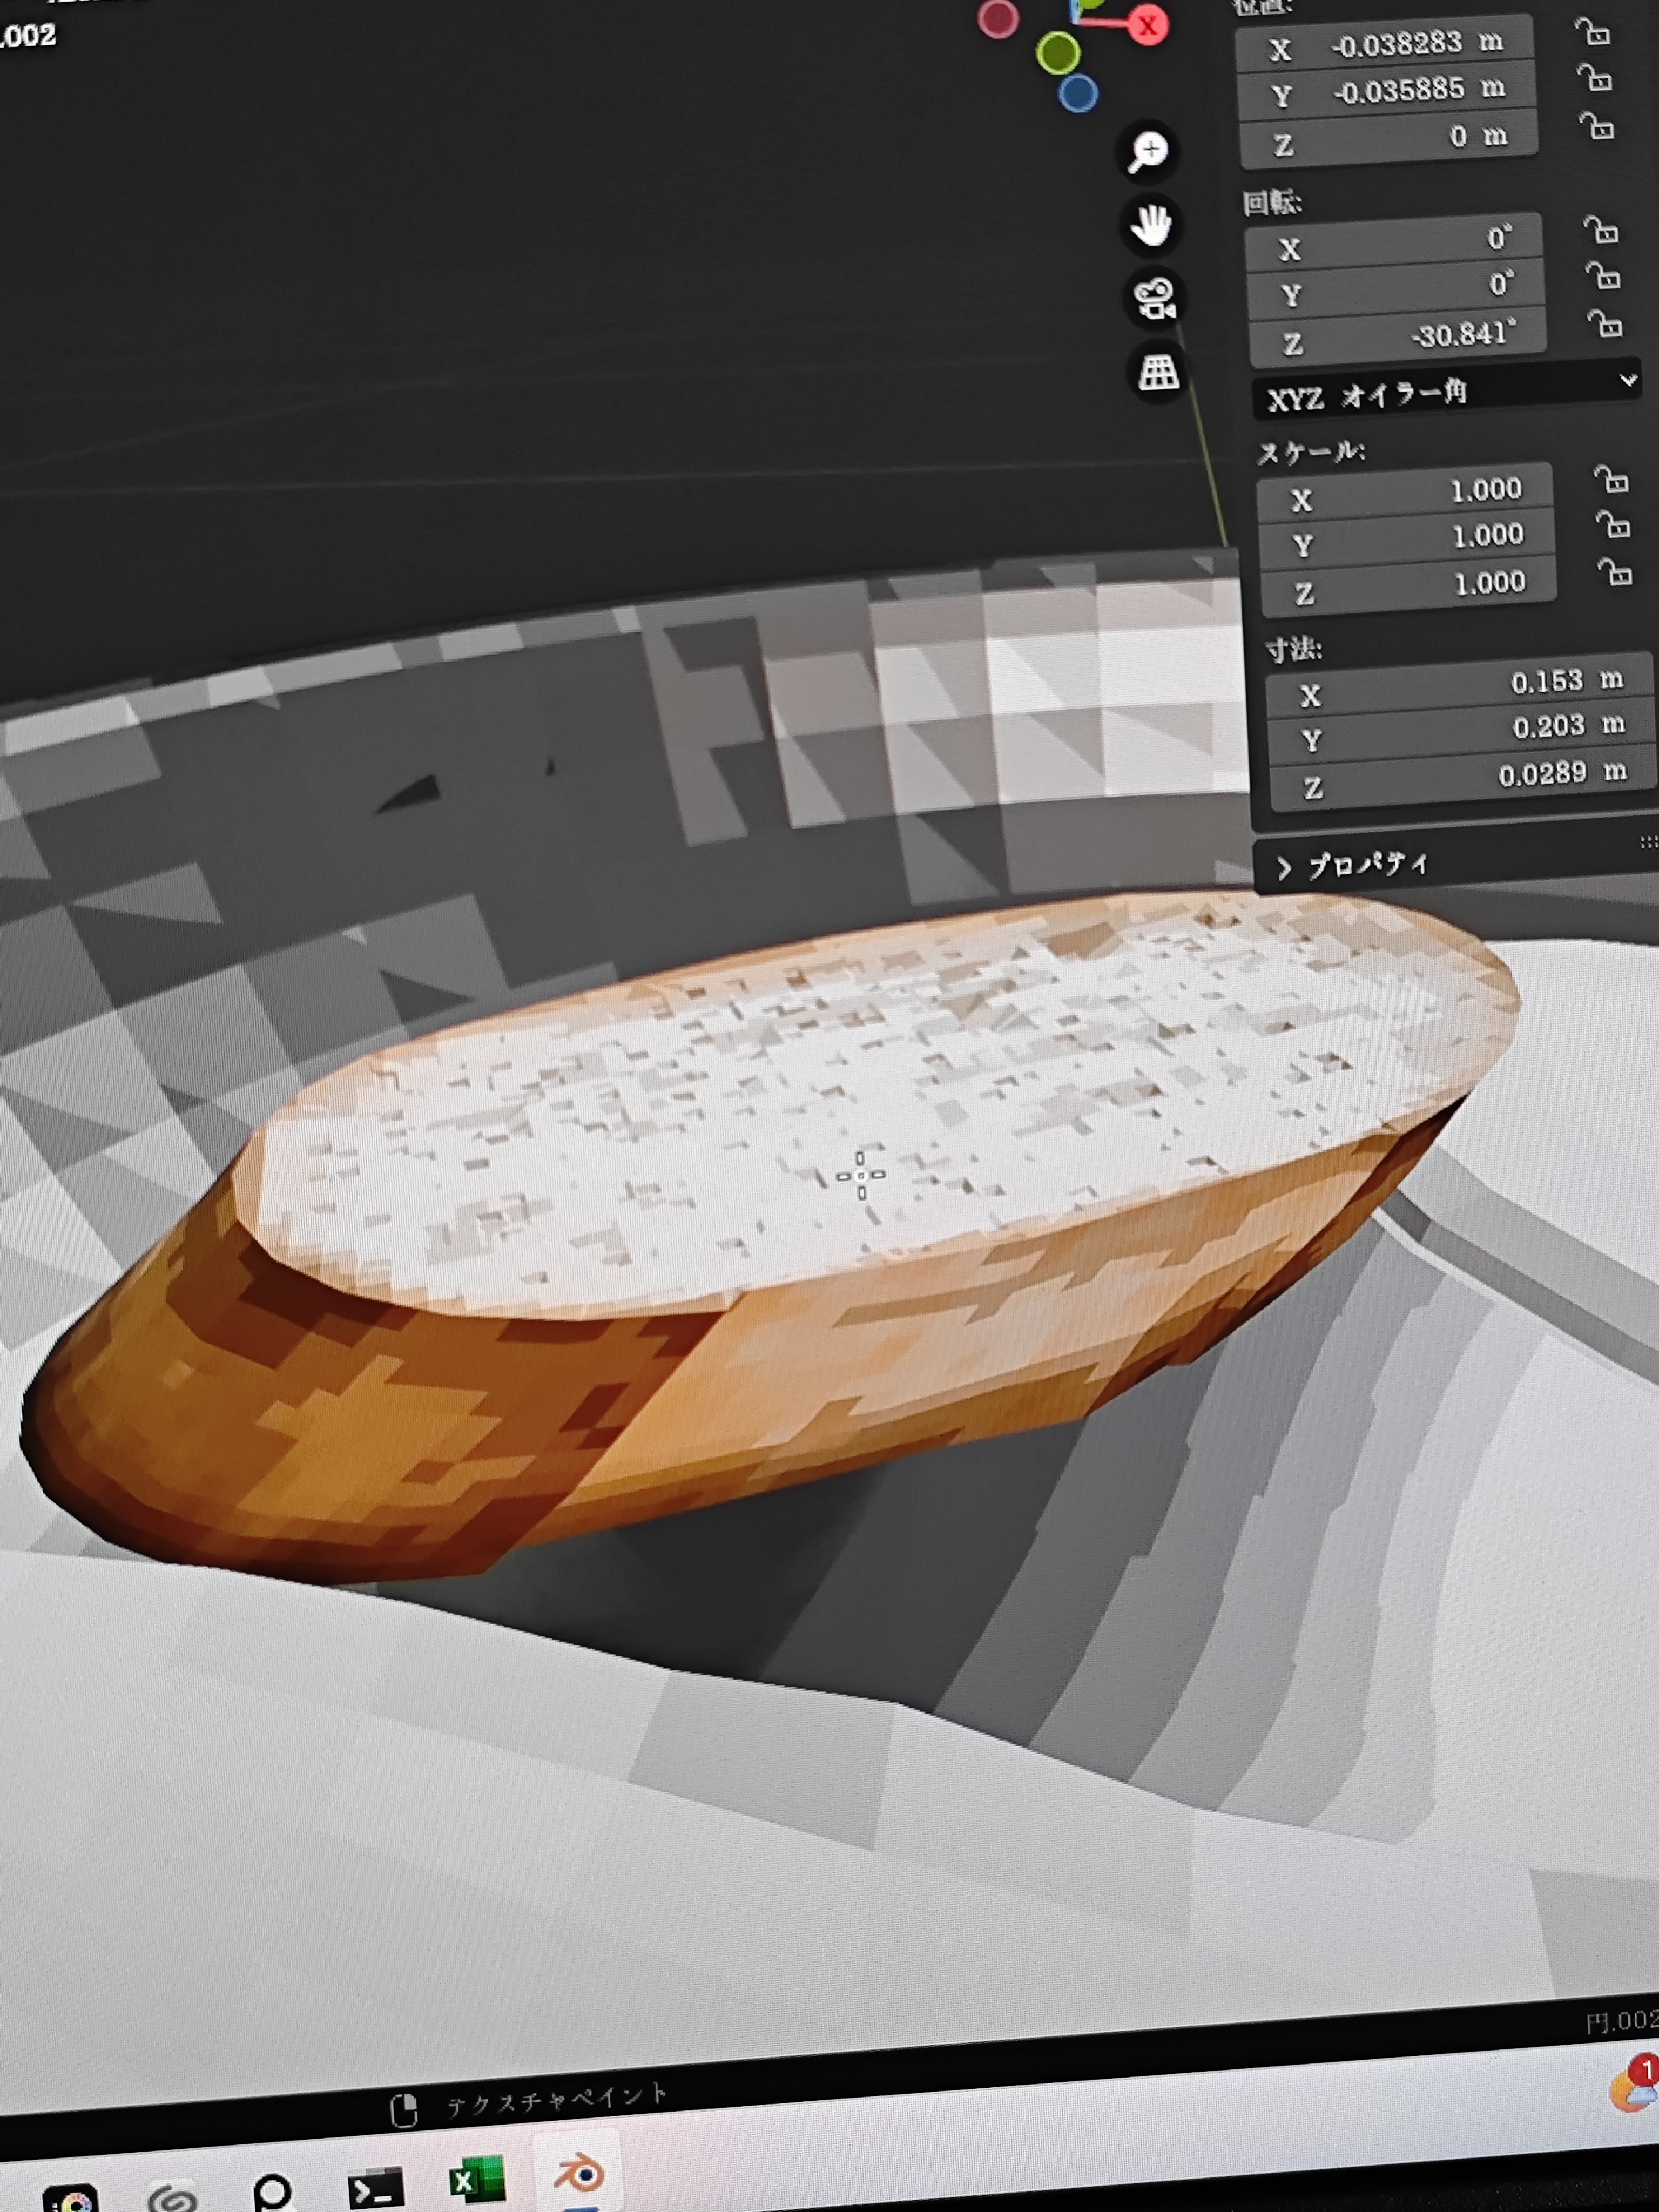 .002
X
位置:
X -0.038283 m
Y -0.035885 m
Z 0 m
回転:
X 0°
Y 0°
Z -30.841°
XYZ オイラー角
スケール:
X 1.000
Y 1.000
Z 1.000
寸法:
X 0.153 m
Y 0.203 m
Z 0.0289 m
プロパティ
円.002
テクスチャペイント
1